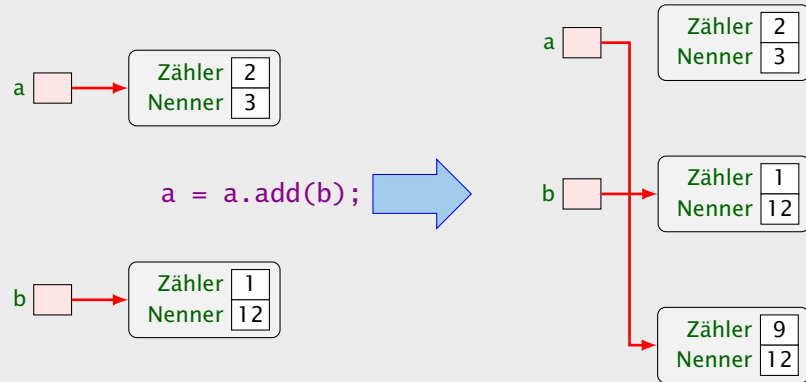 a
Zähler 2
Nenner 3
a = a.add(b);
b
Zähler 1
Nenner 12
a
Zähler 2
Nenner 3
b
Zähler 1
Nenner 12
Zähler 9
Nenner 12